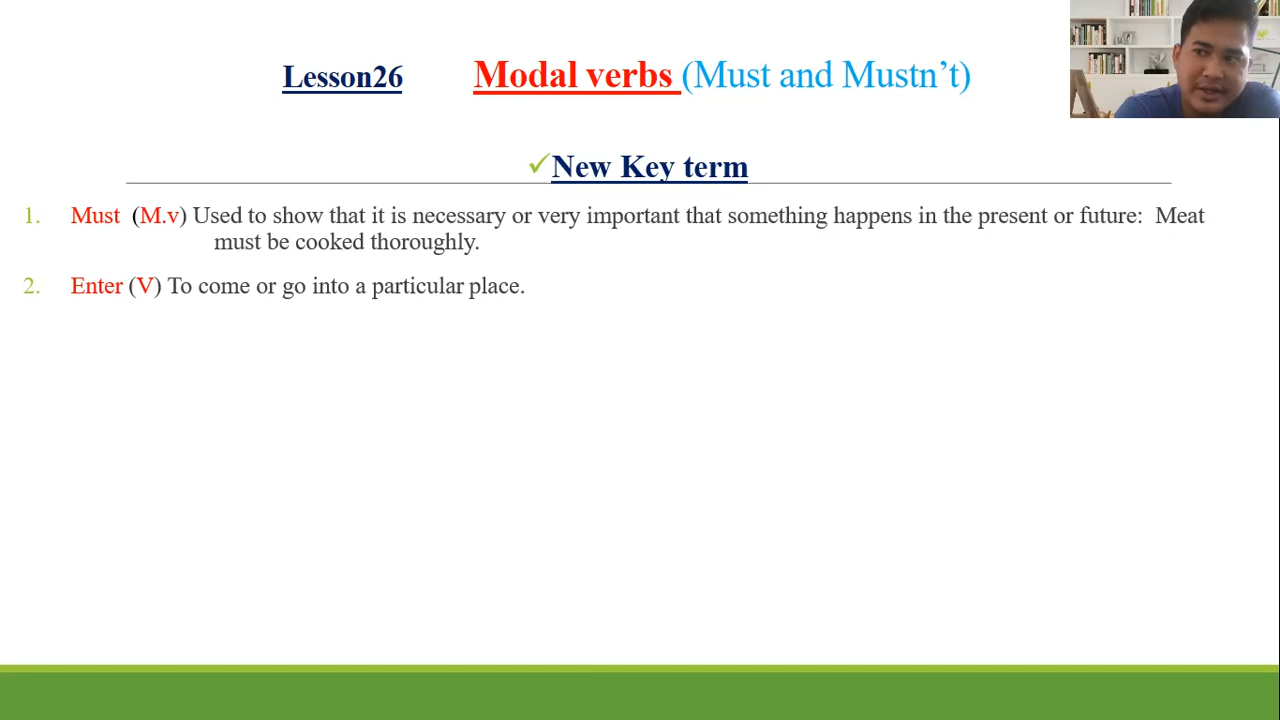 Lesson26 Modal verbs (Must and Mustn’t)
✓New Key term
1. Must (M.v) Used to show that it is necessary or very important that something happens in the present or future: Meat
must be cooked thoroughly.
2. Enter (V) To come or go into a particular place.